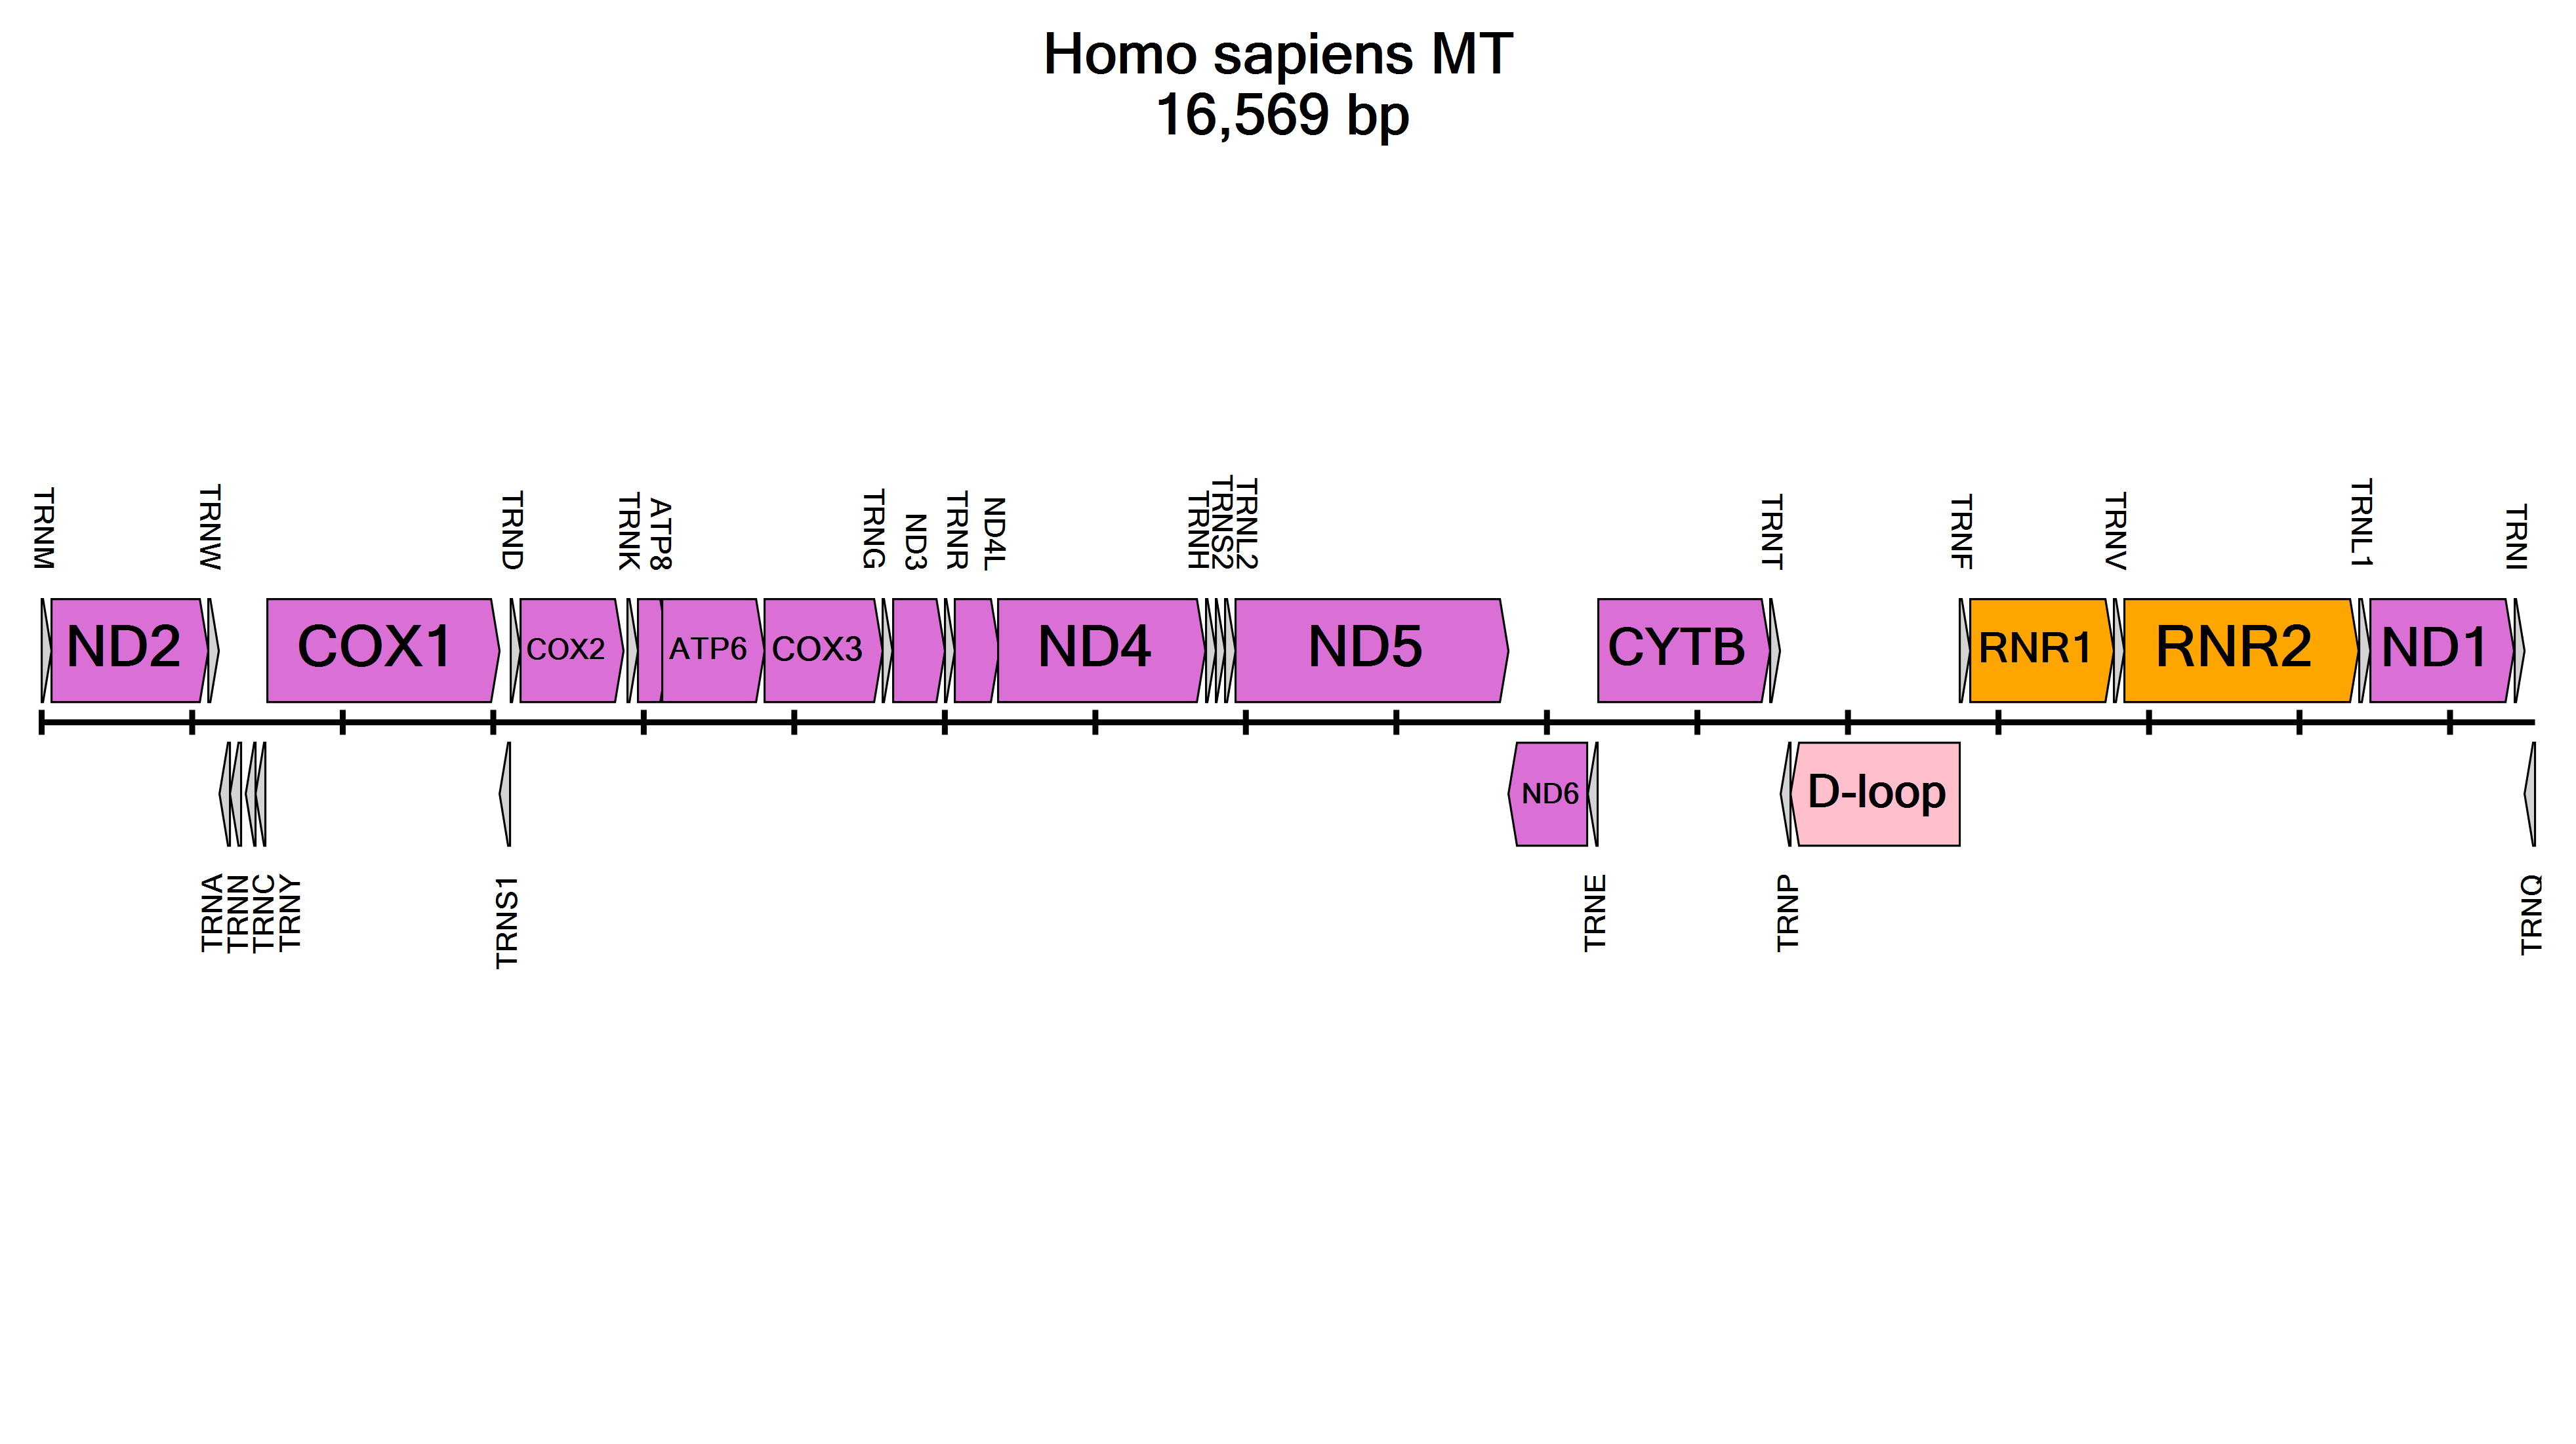 Homo sapiens MT
16,569 bp
TRNM
TRNW
TRND
TRNK
ATP8
TRNG
ND3
TRNR
ND4L
TRNH
TRNS2
TRNL2
TRNT
TRNF
TRNV
TRNL1
TRNI
ND2
COX1
COX2
ATP6
COX3
ND4
ND5
CYTB
RNR1
RNR2
ND1
ND6
D-loop
TRNA
TRNN
TRNC
TRNY
TRNS1
TRNE
TRNP
TRNQ